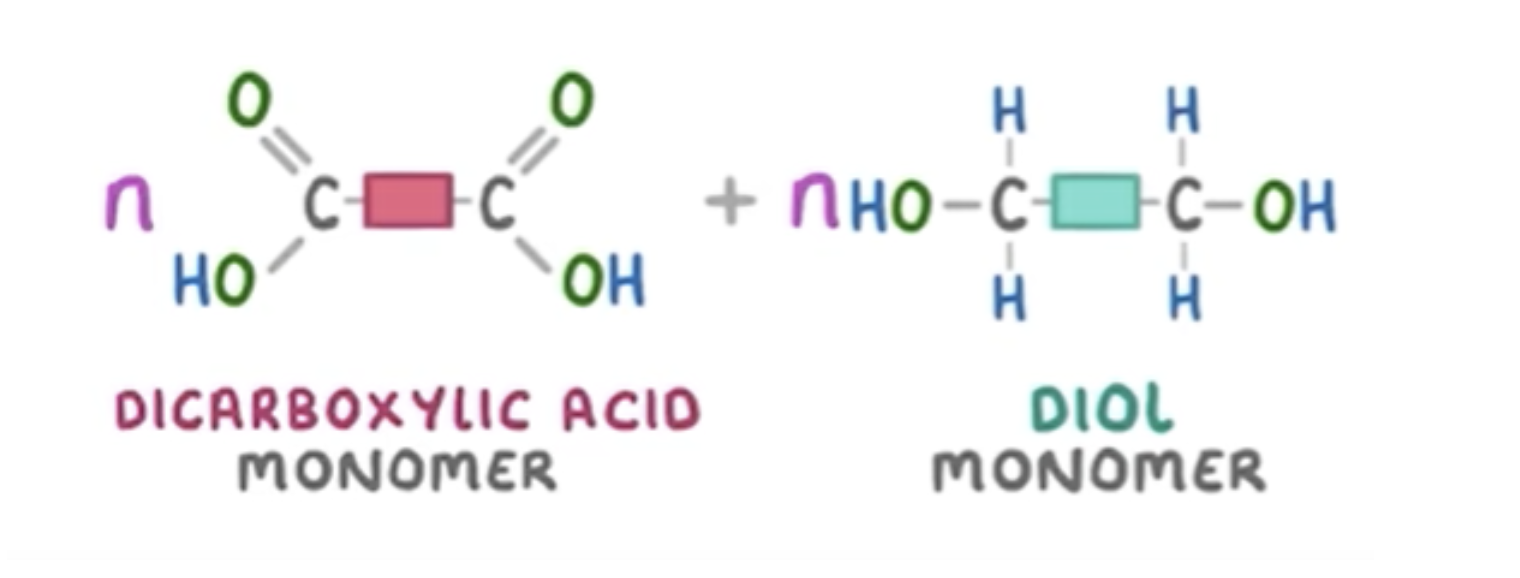 O O H H
n C C + n HO C C OH
HO OH H H
DICARBOXYLIC ACID DIOL
MONOMER MONOMER